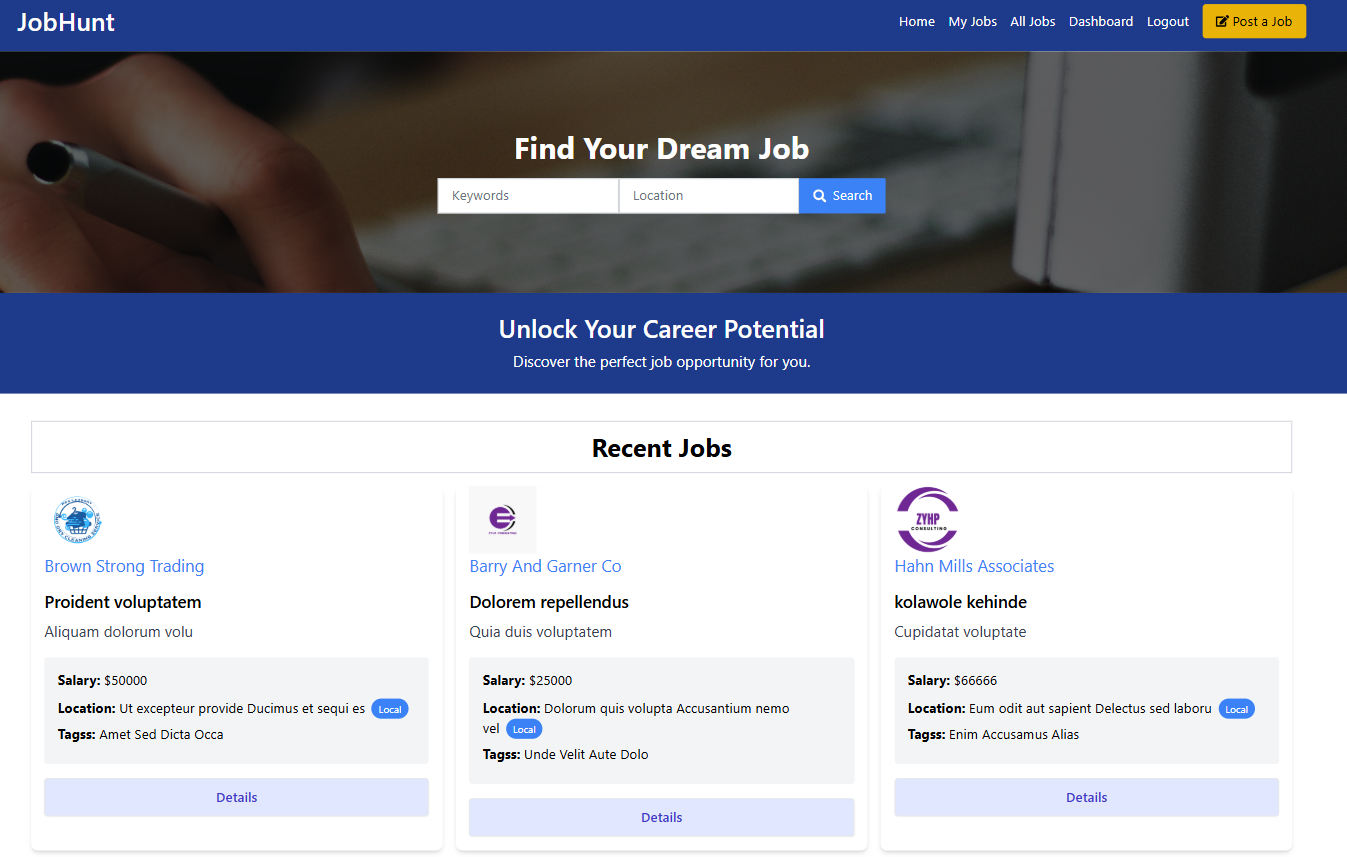 JobHunt
Home My Jobs All Jobs Dashboard Logout Post a Job
Find Your Dream Job
Keywords Location Search
Unlock Your Career Potential
Discover the perfect job opportunity for you.
Recent Jobs
Brown Strong Trading
Proident voluptatem
Aliquam dolorum volu
Salary: $50000
Location: Ut excepteur provide Ducimus et sequi es Local
Tagss: Amet Sed Dicta Occa
Details
Barry And Garner Co
Dolorem repellendus
Quia duis voluptatem
Salary: $25000
Location: Dolorum quis volupta Accusantium nemo
vel Local
Tagss: Unde Velit Aute Dolo
Details
ZYHP
CONSULTING
Hahn Mills Associates
kolawole kehinde
Cupidatat voluptate
Salary: $66666
Location: Eum odit aut sapient Delectus sed laboru Local
Tagss: Enim Accusamus Alias
Details